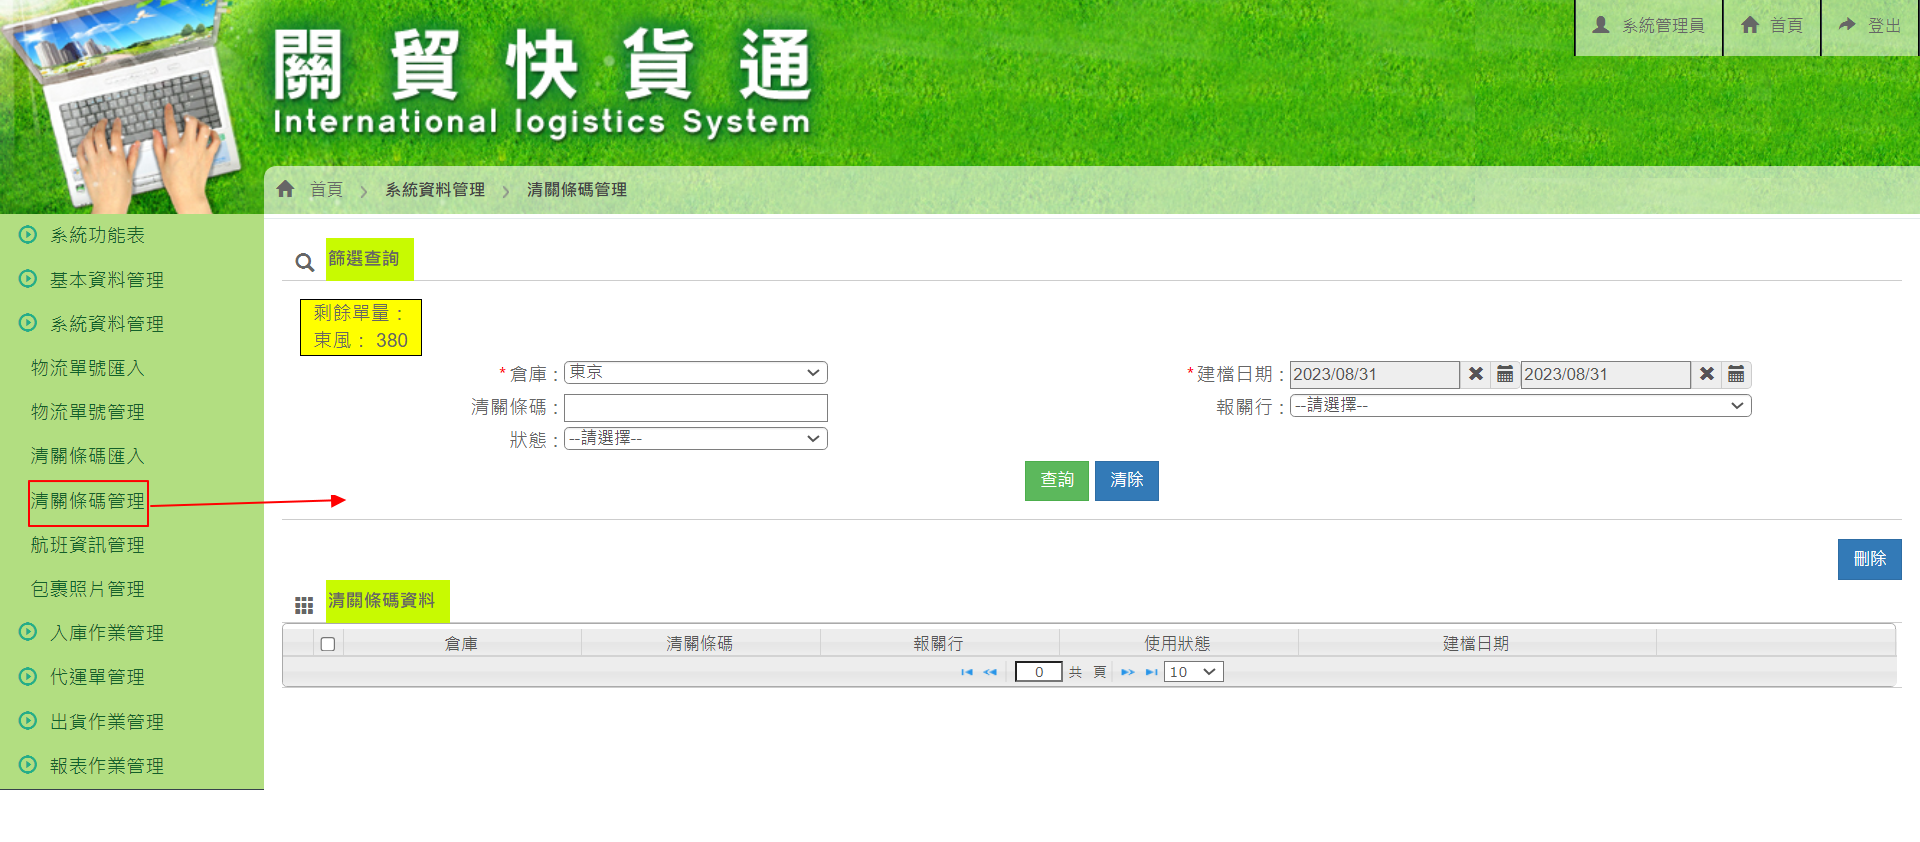 關貿快貨通
International logistics System
系統管理員
首頁
登出
首頁 > 系統資料管理 > 清關條碼管理
系統功能表
基本資料管理
系統資料管理
物流單號匯入
物流單號管理
清關條碼匯入
清關條碼管理
航班資訊管理
包裹照片管理
入庫作業管理
代運單管理
出貨作業管理
報表作業管理
篩選查詢
剩餘單量：
東風： 380
*倉庫： 東京
*建檔日期： 2023/08/31 2023/08/31
清關條碼：
報關行： --請選擇--
狀態： --請選擇--
查詢 清除
刪除
清關條碼資料
倉庫 清關條碼 報關行 使用狀態 建檔日期
0 共 頁 10